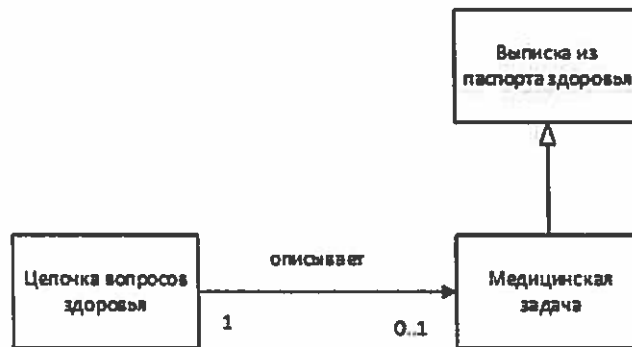 Выписка из
паспорта здоровья
описывает
Цепочка вопросов
здоровья
Медицинская
задача
1
0..1